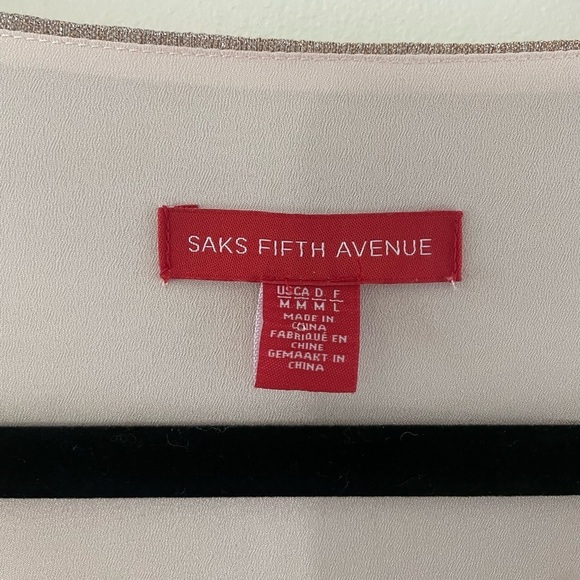 SAKS FIFTH AVENUE
US CA D F
M M M L
MADE IN
CHINA
FABRIQUÉ EN
CHINE
GEMAAKT IN
CHINA